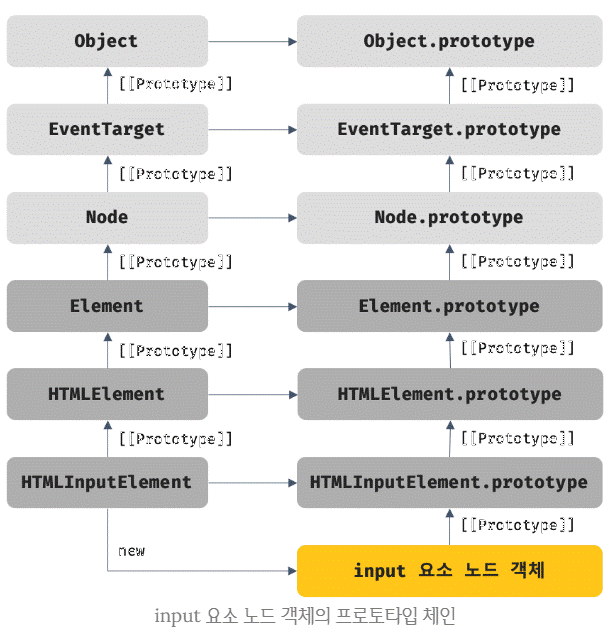 Object
Object.prototype
[[Prototype]]
[[Prototype]]
EventTarget
EventTarget.prototype
[[Prototype]]
[[Prototype]]
Node
Node.prototype
[[Prototype]]
[[Prototype]]
Element
Element.prototype
[[Prototype]]
[[Prototype]]
HTMLElement
HTMLElement.prototype
[[Prototype]]
[[Prototype]]
HTMLInputElement
HTMLInputElement.prototype
[[Prototype]]
new
input 요소 노드 객체
input 요소 노드 객체의 프로토타입 체인